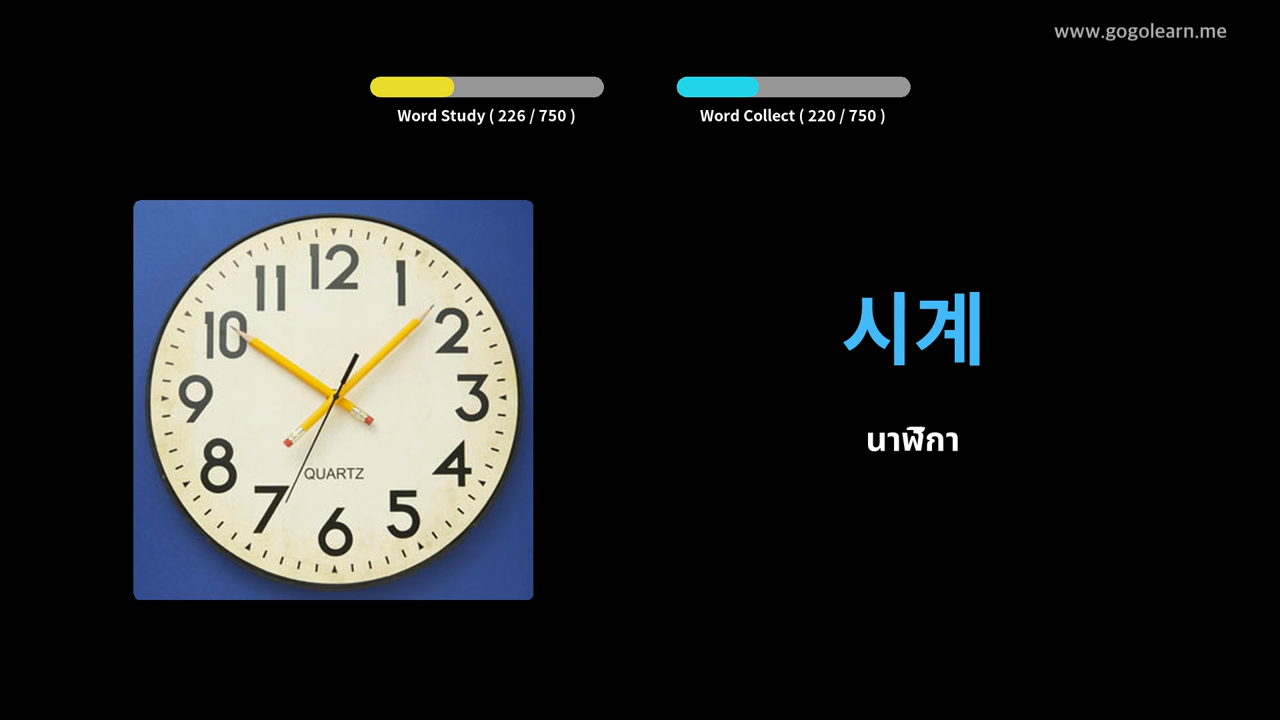 www.gogolearn.me
Word Study ( 226 / 750 )
Word Collect ( 220 / 750 )
12
11
1
10
2
9
3
8
4
QUARTZ
7
5
6
시계
นาฬิกา